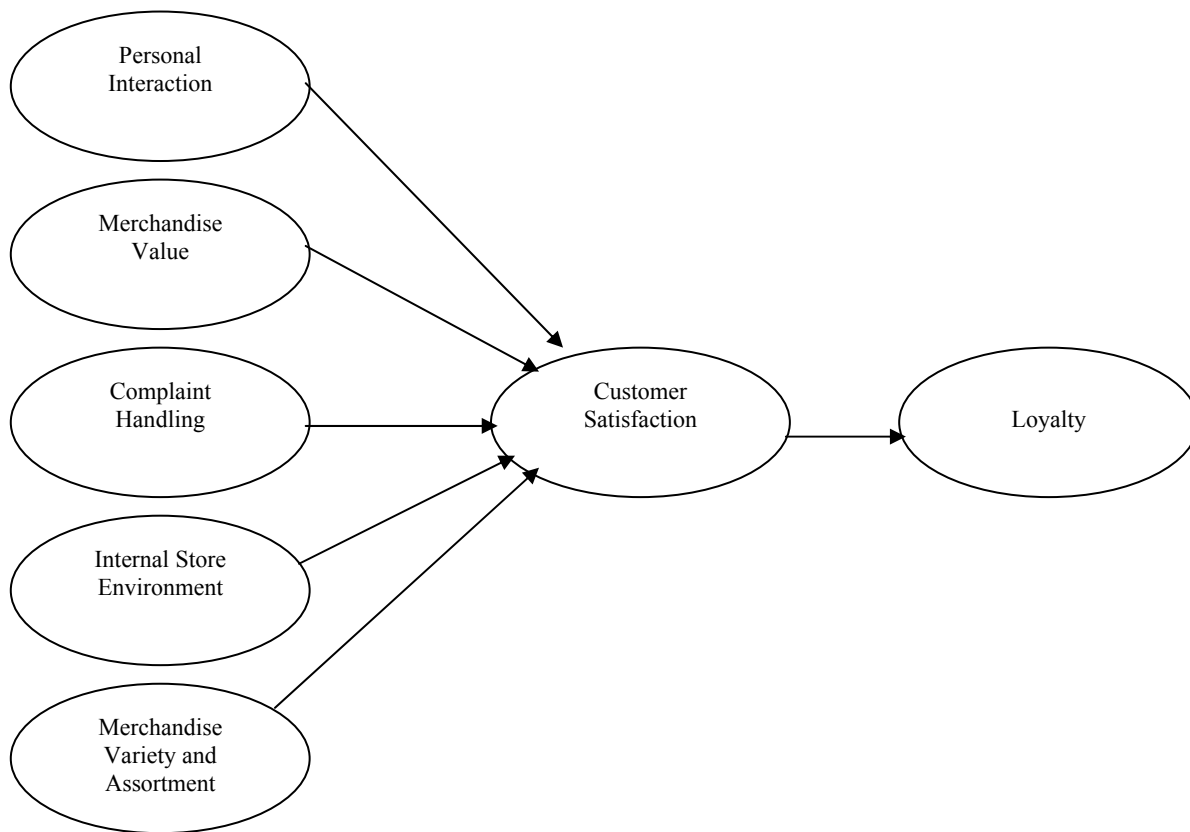 Personal
Interaction
Merchandise
Value
Complaint
Handling
Customer
Satisfaction
Loyalty
Internal Store
Environment
Merchandise
Variety and
Assortment